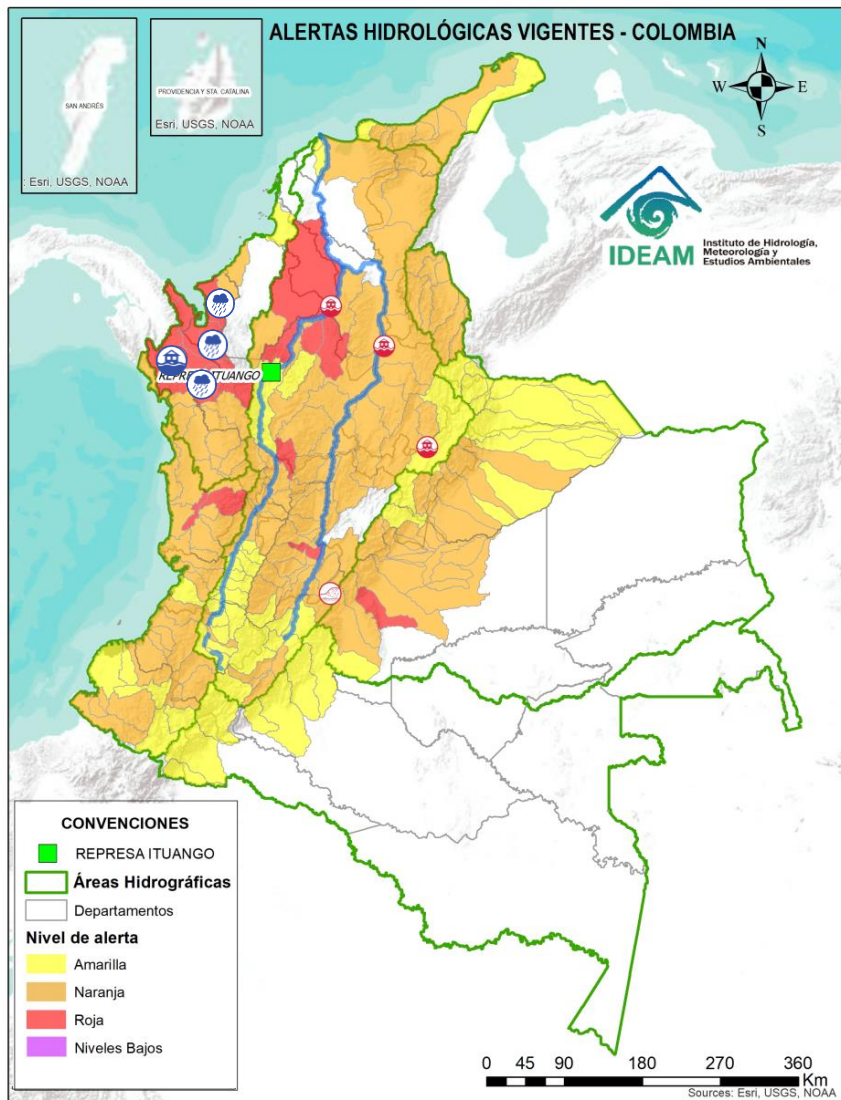 ALERTAS HIDROLÓGICAS VIGENTES - COLOMBIA
SAN ANDRÉS
: Esri, USGS, NOAA
PROVIDENCIA Y STA. CATALINA
Esri, USGS, NOAA
N
W
E
S
IDEAM
Instituto de Hidrología,
Meteorología y
Estudios Ambientales
REPRESA ITUANGO
CONVENCIONES
REPRESA ITUANGO
Áreas Hidrográficas
Departamentos
Nivel de alerta
Amarilla
Naranja
Roja
Niveles Bajos
0 45 90 180 270 360
Km
Sources: Esri, USGS, NOAA